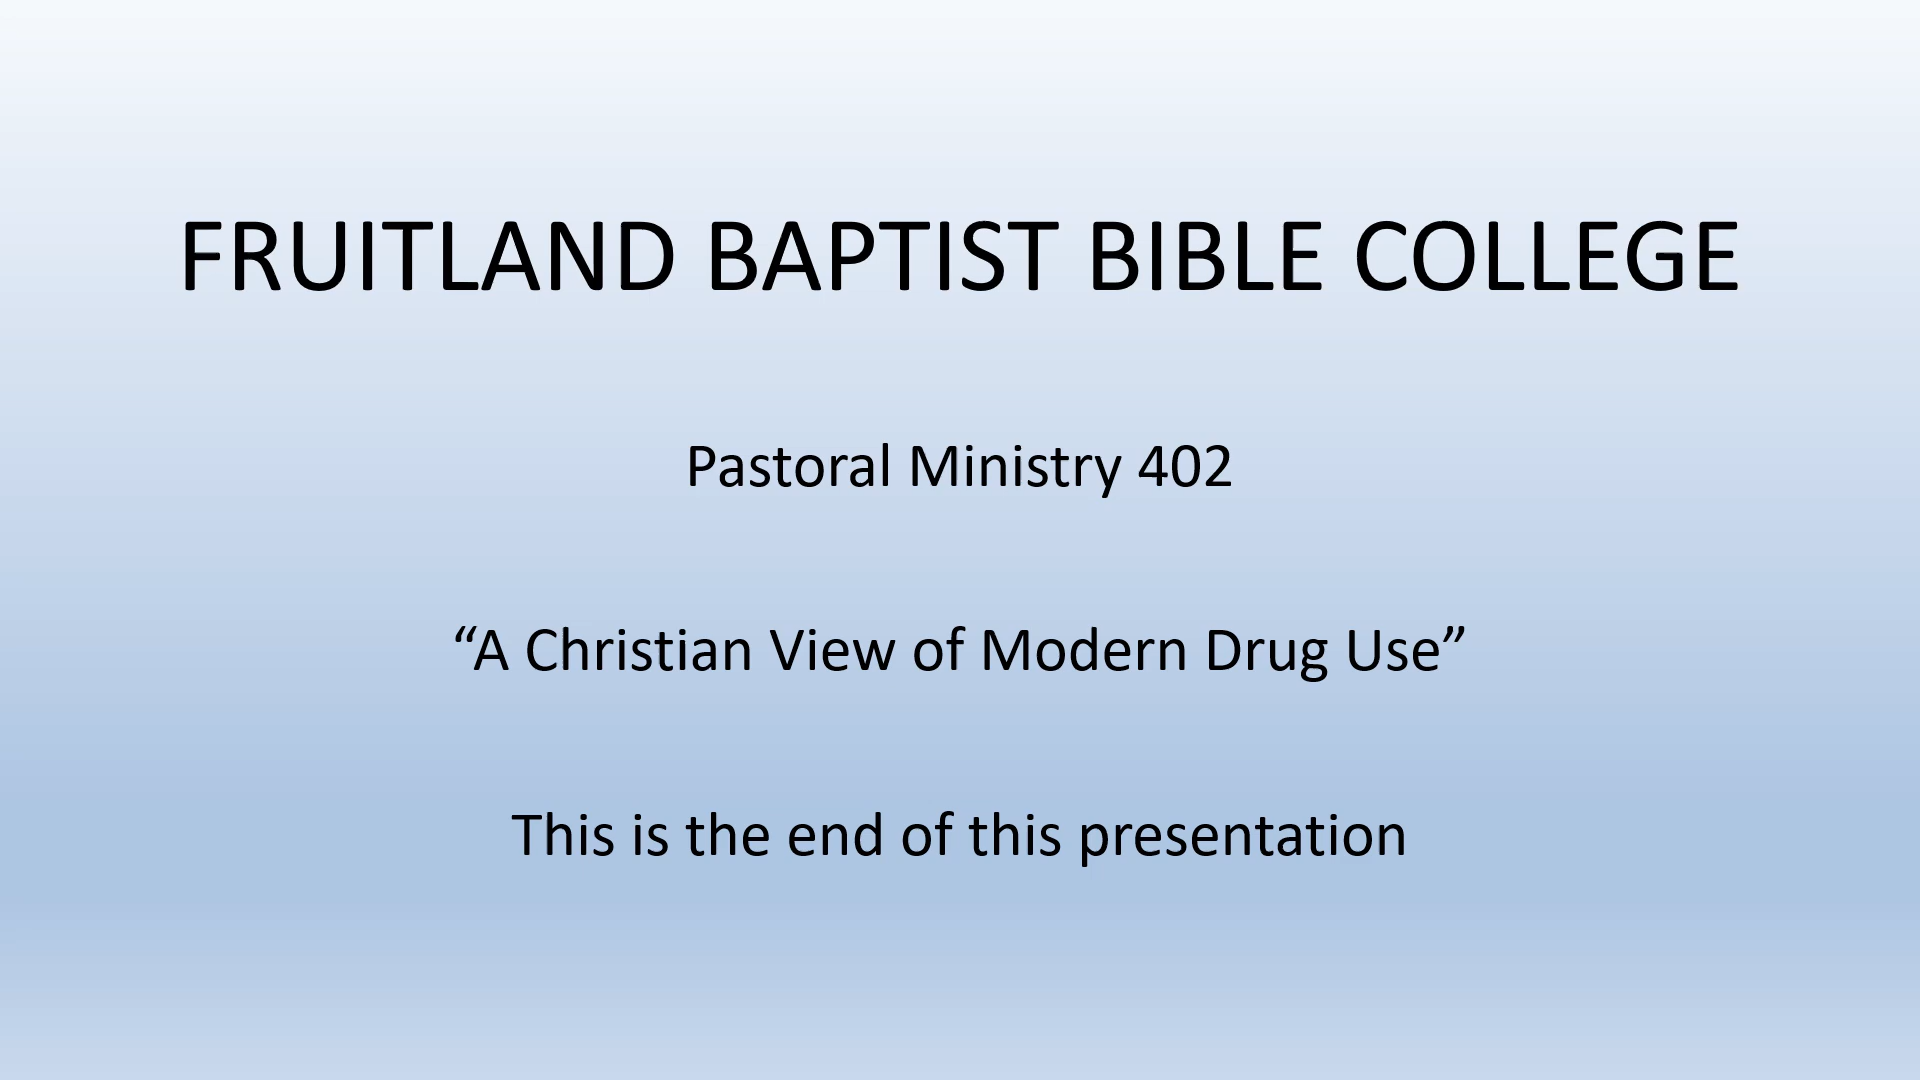 FRUITLAND BAPTIST BIBLE COLLEGE
Pastoral Ministry 402
“A Christian View of Modern Drug Use”
This is the end of this presentation